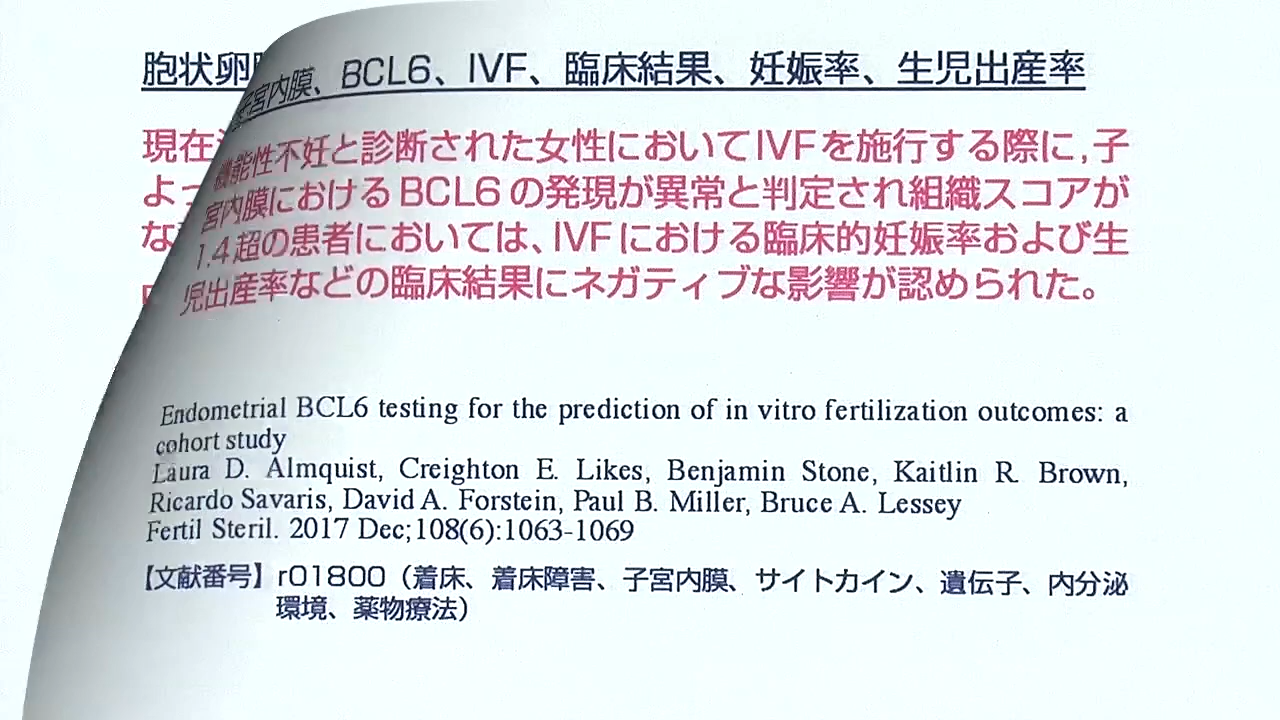 胞状卵
子宮内膜、BCL6、IVF、臨床結果、妊娠率、生児出産率
現在
機能性不妊と診断された女性においてIVFを施行する際に,子
よっ
宮内膜におけるBCL6の発現が異常と判定され組織スコアが
な
1.4超の患者においては、IVFにおける臨床的妊娠率および生
児出産率などの臨床結果にネガティブな影響が認められた。
Endometrial BCL6 testing for the prediction of in vitro fertilization outcomes: a
cohort study
Laura D. Almquist, Creighton E. Likes, Benjamin Stone, Kaitlin R. Brown,
Ricardo Savaris, David A. Forstein, Paul B. Miller, Bruce A. Lessey
Fertil Steril. 2017 Dec;108(6):1063-1069
【文献番号】r01800（着床、着床障害、子宮内膜、サイトカイン、遺伝子、内分泌
環境、薬物療法）